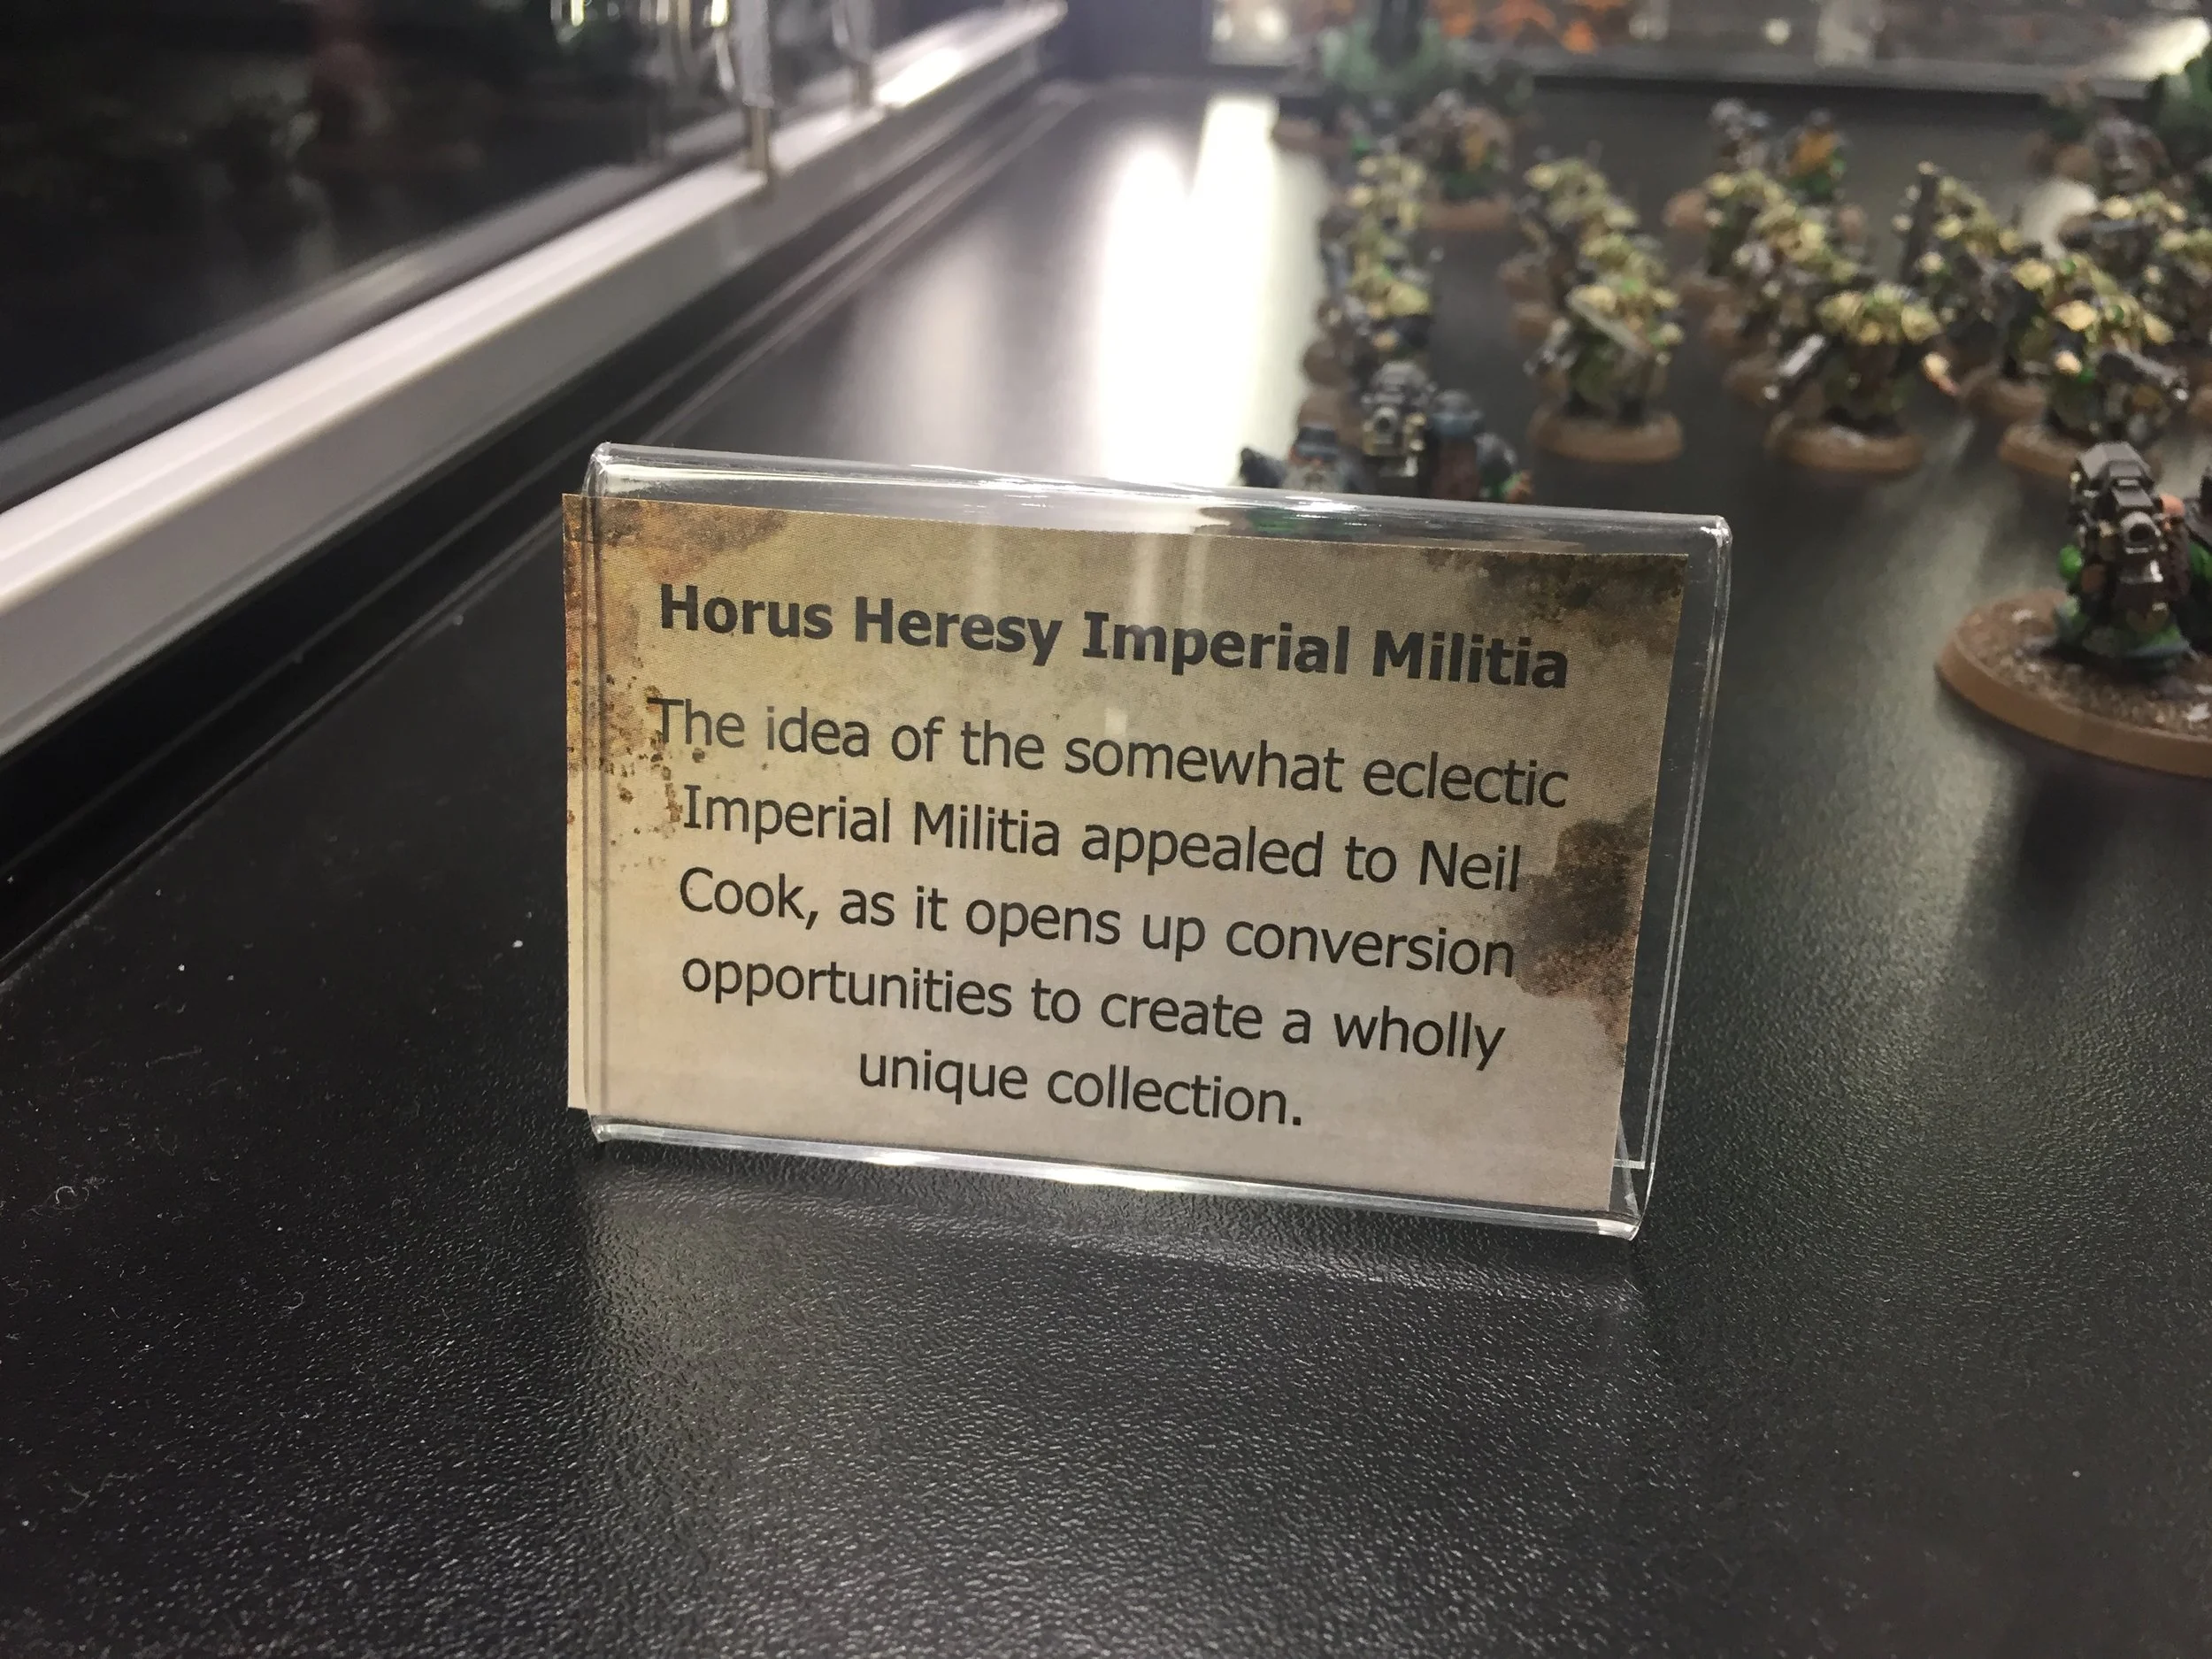 Horus Heresy Imperial Militia
The idea of the somewhat eclectic
Imperial Militia appealed to Neil
Cook, as it opens up conversion
opportunities to create a wholly
unique collection.